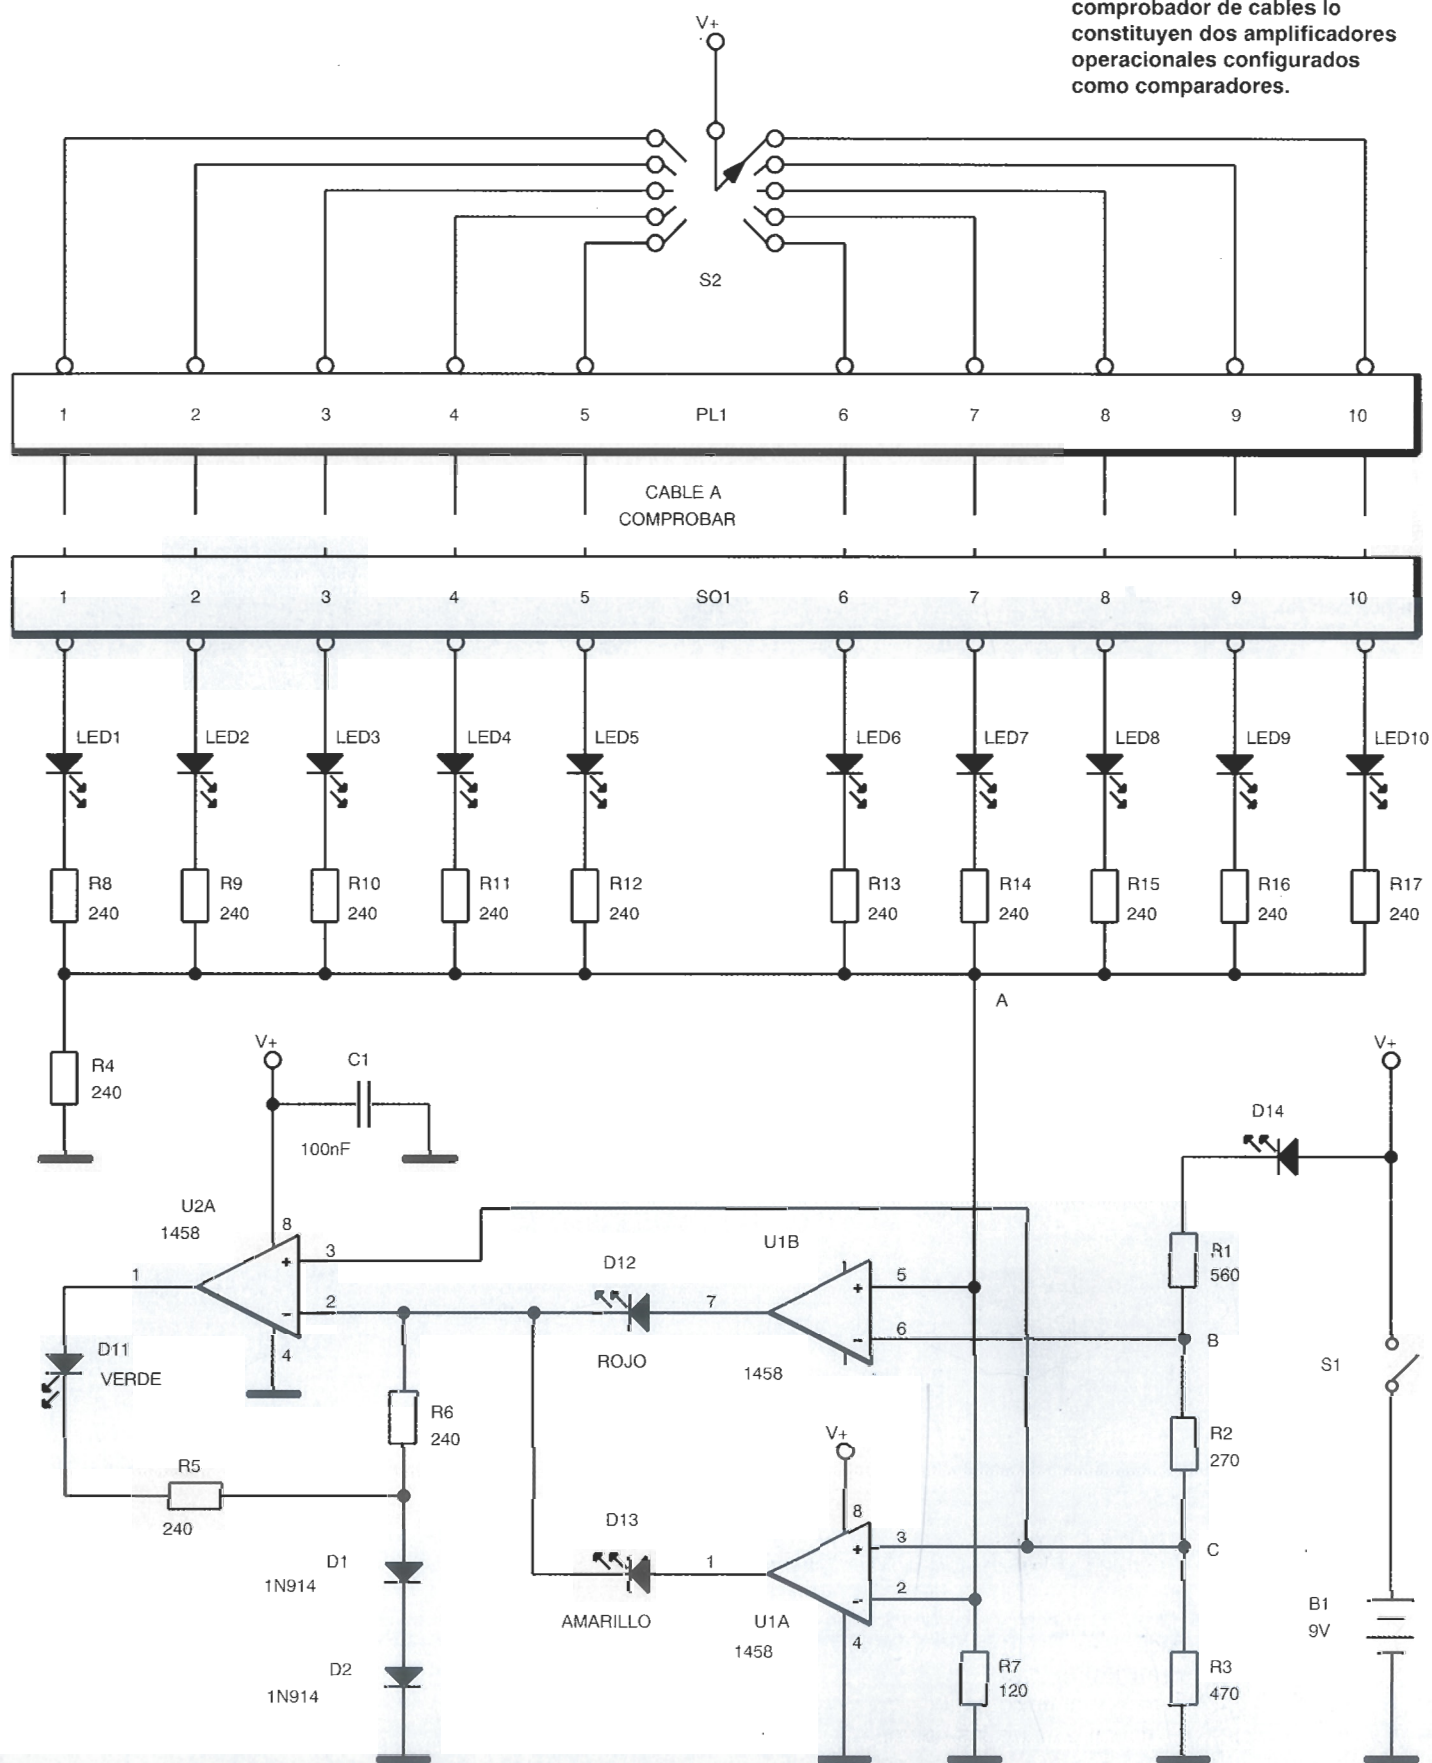 comprobador de cables lo
constituyen dos amplificadores
operacionales configurados
como comparadores.
V+
S2
1 2 3 4 5 PL1 6 7 8 9 10
CABLE A
COMPROBAR
1 2 3 4 5 SO1 6 7 8 9 10
LED1 LED2 LED3 LED4 LED5 LED6 LED7 LED8 LED9 LED10
R8 R9 R10 R11 R12 R13 R14 R15 R16 R17
240 240 240 240 240 240 240 240 240 240
A
V+ C1 V+
R4
240
D14
100nF
U2A
1458
8
U1B
R1
560
3
D12
5
1
2
7
6
B
D11
VERDE
4
ROJO
1458
S1
R6
240
V+
R2
270
R5
240
8
D13
3
C
D1
1N914
1
2
AMARILLO
U1A
1458
4
B1
9V
D2
1N914
R7
120
R3
470